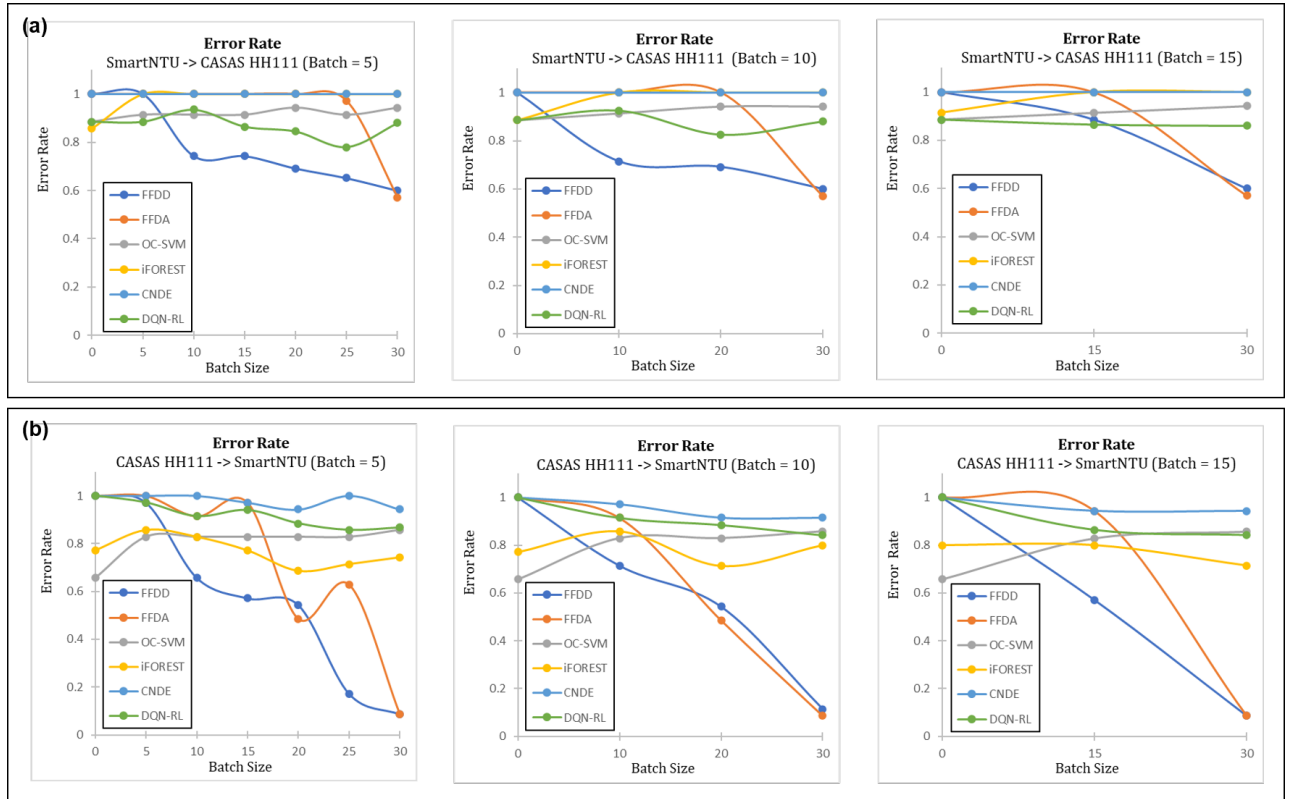 (a)
Error Rate
SmartNTU -> CASAS HH111 (Batch = 5)
Error Rate
1
0.8
0.6
0.4
0.2
0
FFDD
FFDA
OC-SVM
iFOREST
CNDE
DQN-RL
0 5 10 15 20 25 30
Batch Size
Error Rate
SmartNTU -> CASAS HH111 (Batch = 10)
Error Rate
1
0.8
0.6
0.4
0.2
0
FFDD
FFDA
OC-SVM
iFOREST
CNDE
DQN-RL
0 10 20 30
Batch Size
Error Rate
SmartNTU -> CASAS HH111 (Batch = 15)
Error Rate
1
0.8
0.6
0.4
0.2
0
FFDD
FFDA
OC-SVM
iFOREST
CNDE
DQN-RL
0 15 30
Batch Size
(b)
Error Rate
CASAS HH111 -> SmartNTU (Batch = 5)
Error Rate
1
0.8
0.6
0.4
0.2
0
FFDD
FFDA
OC-SVM
iFOREST
CNDE
DQN-RL
0 5 10 15 20 25 30
Batch Size
Error Rate
CASAS HH111 -> SmartNTU (Batch = 10)
Error Rate
1
0.8
0.6
0.4
0.2
0
FFDD
FFDA
OC-SVM
iFOREST
CNDE
DQN-RL
0 10 20 30
Batch Size
Error Rate
CASAS HH111 -> SmartNTU (Batch = 15)
Error Rate
1
0.8
0.6
0.4
0.2
0
FFDD
FFDA
OC-SVM
iFOREST
CNDE
DQN-RL
0 15 30
Batch Size